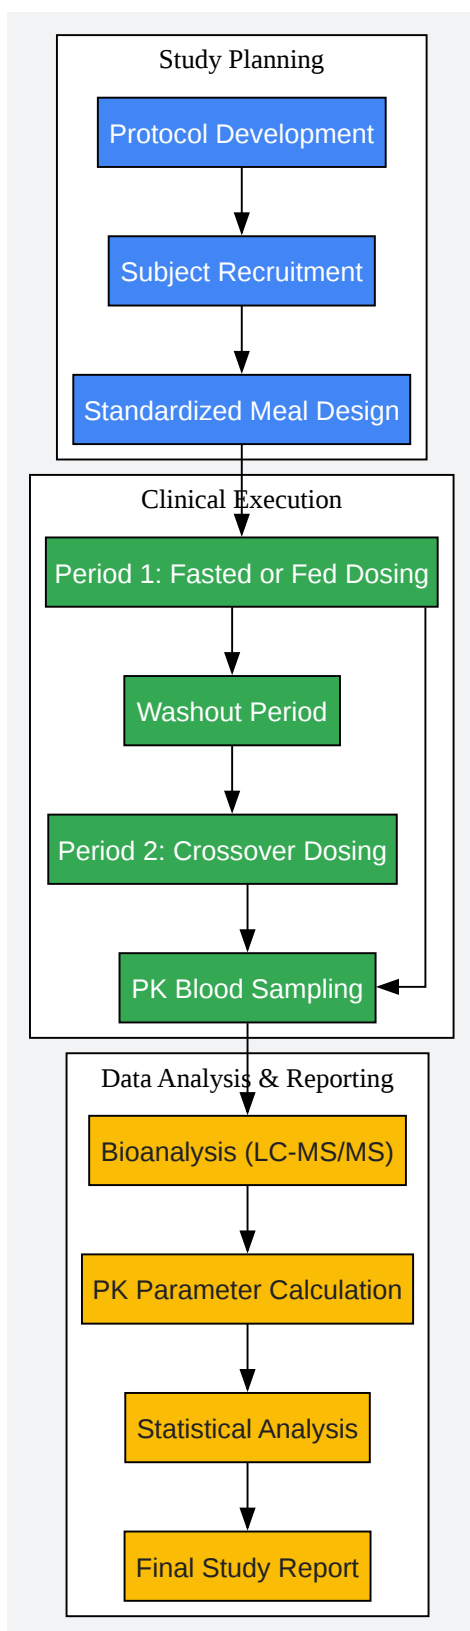 Study Planning
Protocol Development
Subject Recruitment
Standardized Meal Design
Clinical Execution
Period 1: Fasted or Fed Dosing
Washout Period
Period 2: Crossover Dosing
PK Blood Sampling
Data Analysis & Reporting
Bioanalysis (LC-MS/MS)
PK Parameter Calculation
Statistical Analysis
Final Study Report